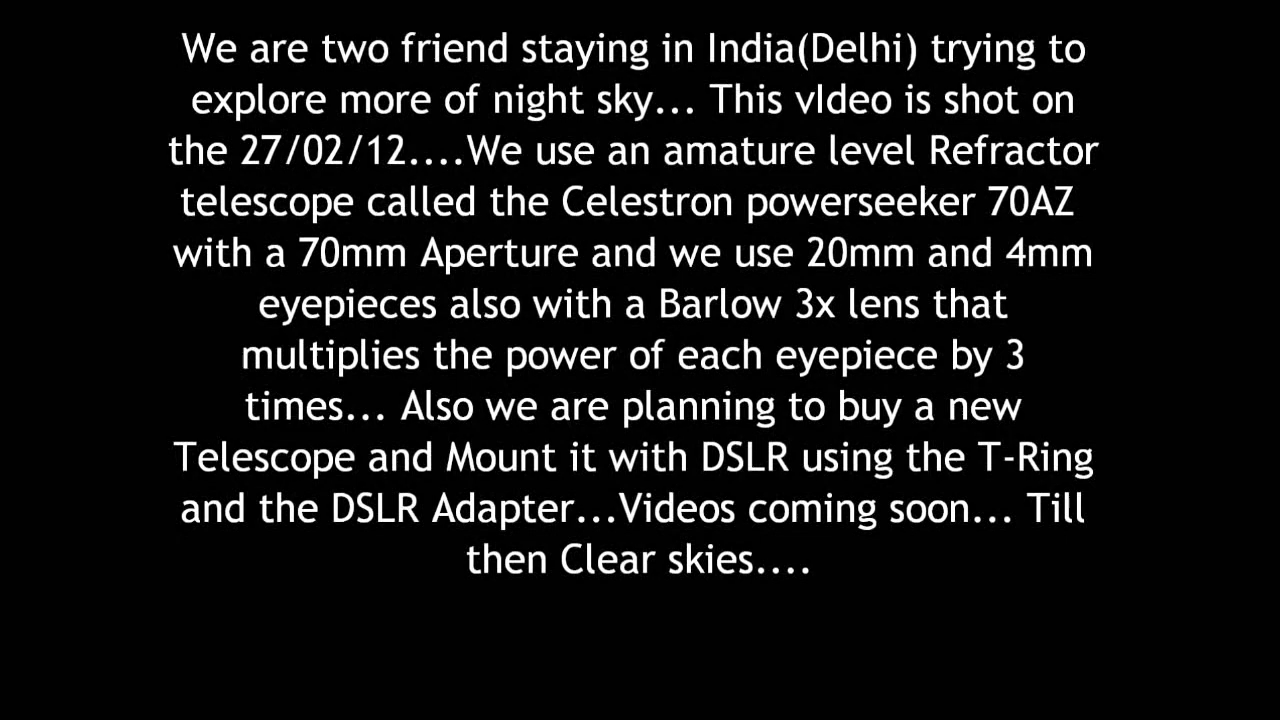 We are two friend staying in India(Delhi) trying to
explore more of night sky... This vIdeo is shot on
the 27/02/12....We use an amature level Refractor
telescope called the Celestron powerseeker 70AZ
with a 70mm Aperture and we use 20mm and 4mm
eyepieces also with a Barlow 3x lens that
multiplies the power of each eyepiece by 3
times... Also we are planning to buy a new
Telescope and Mount it with DSLR using the T-Ring
and the DSLR Adapter...Videos coming soon... Till
then Clear skies....